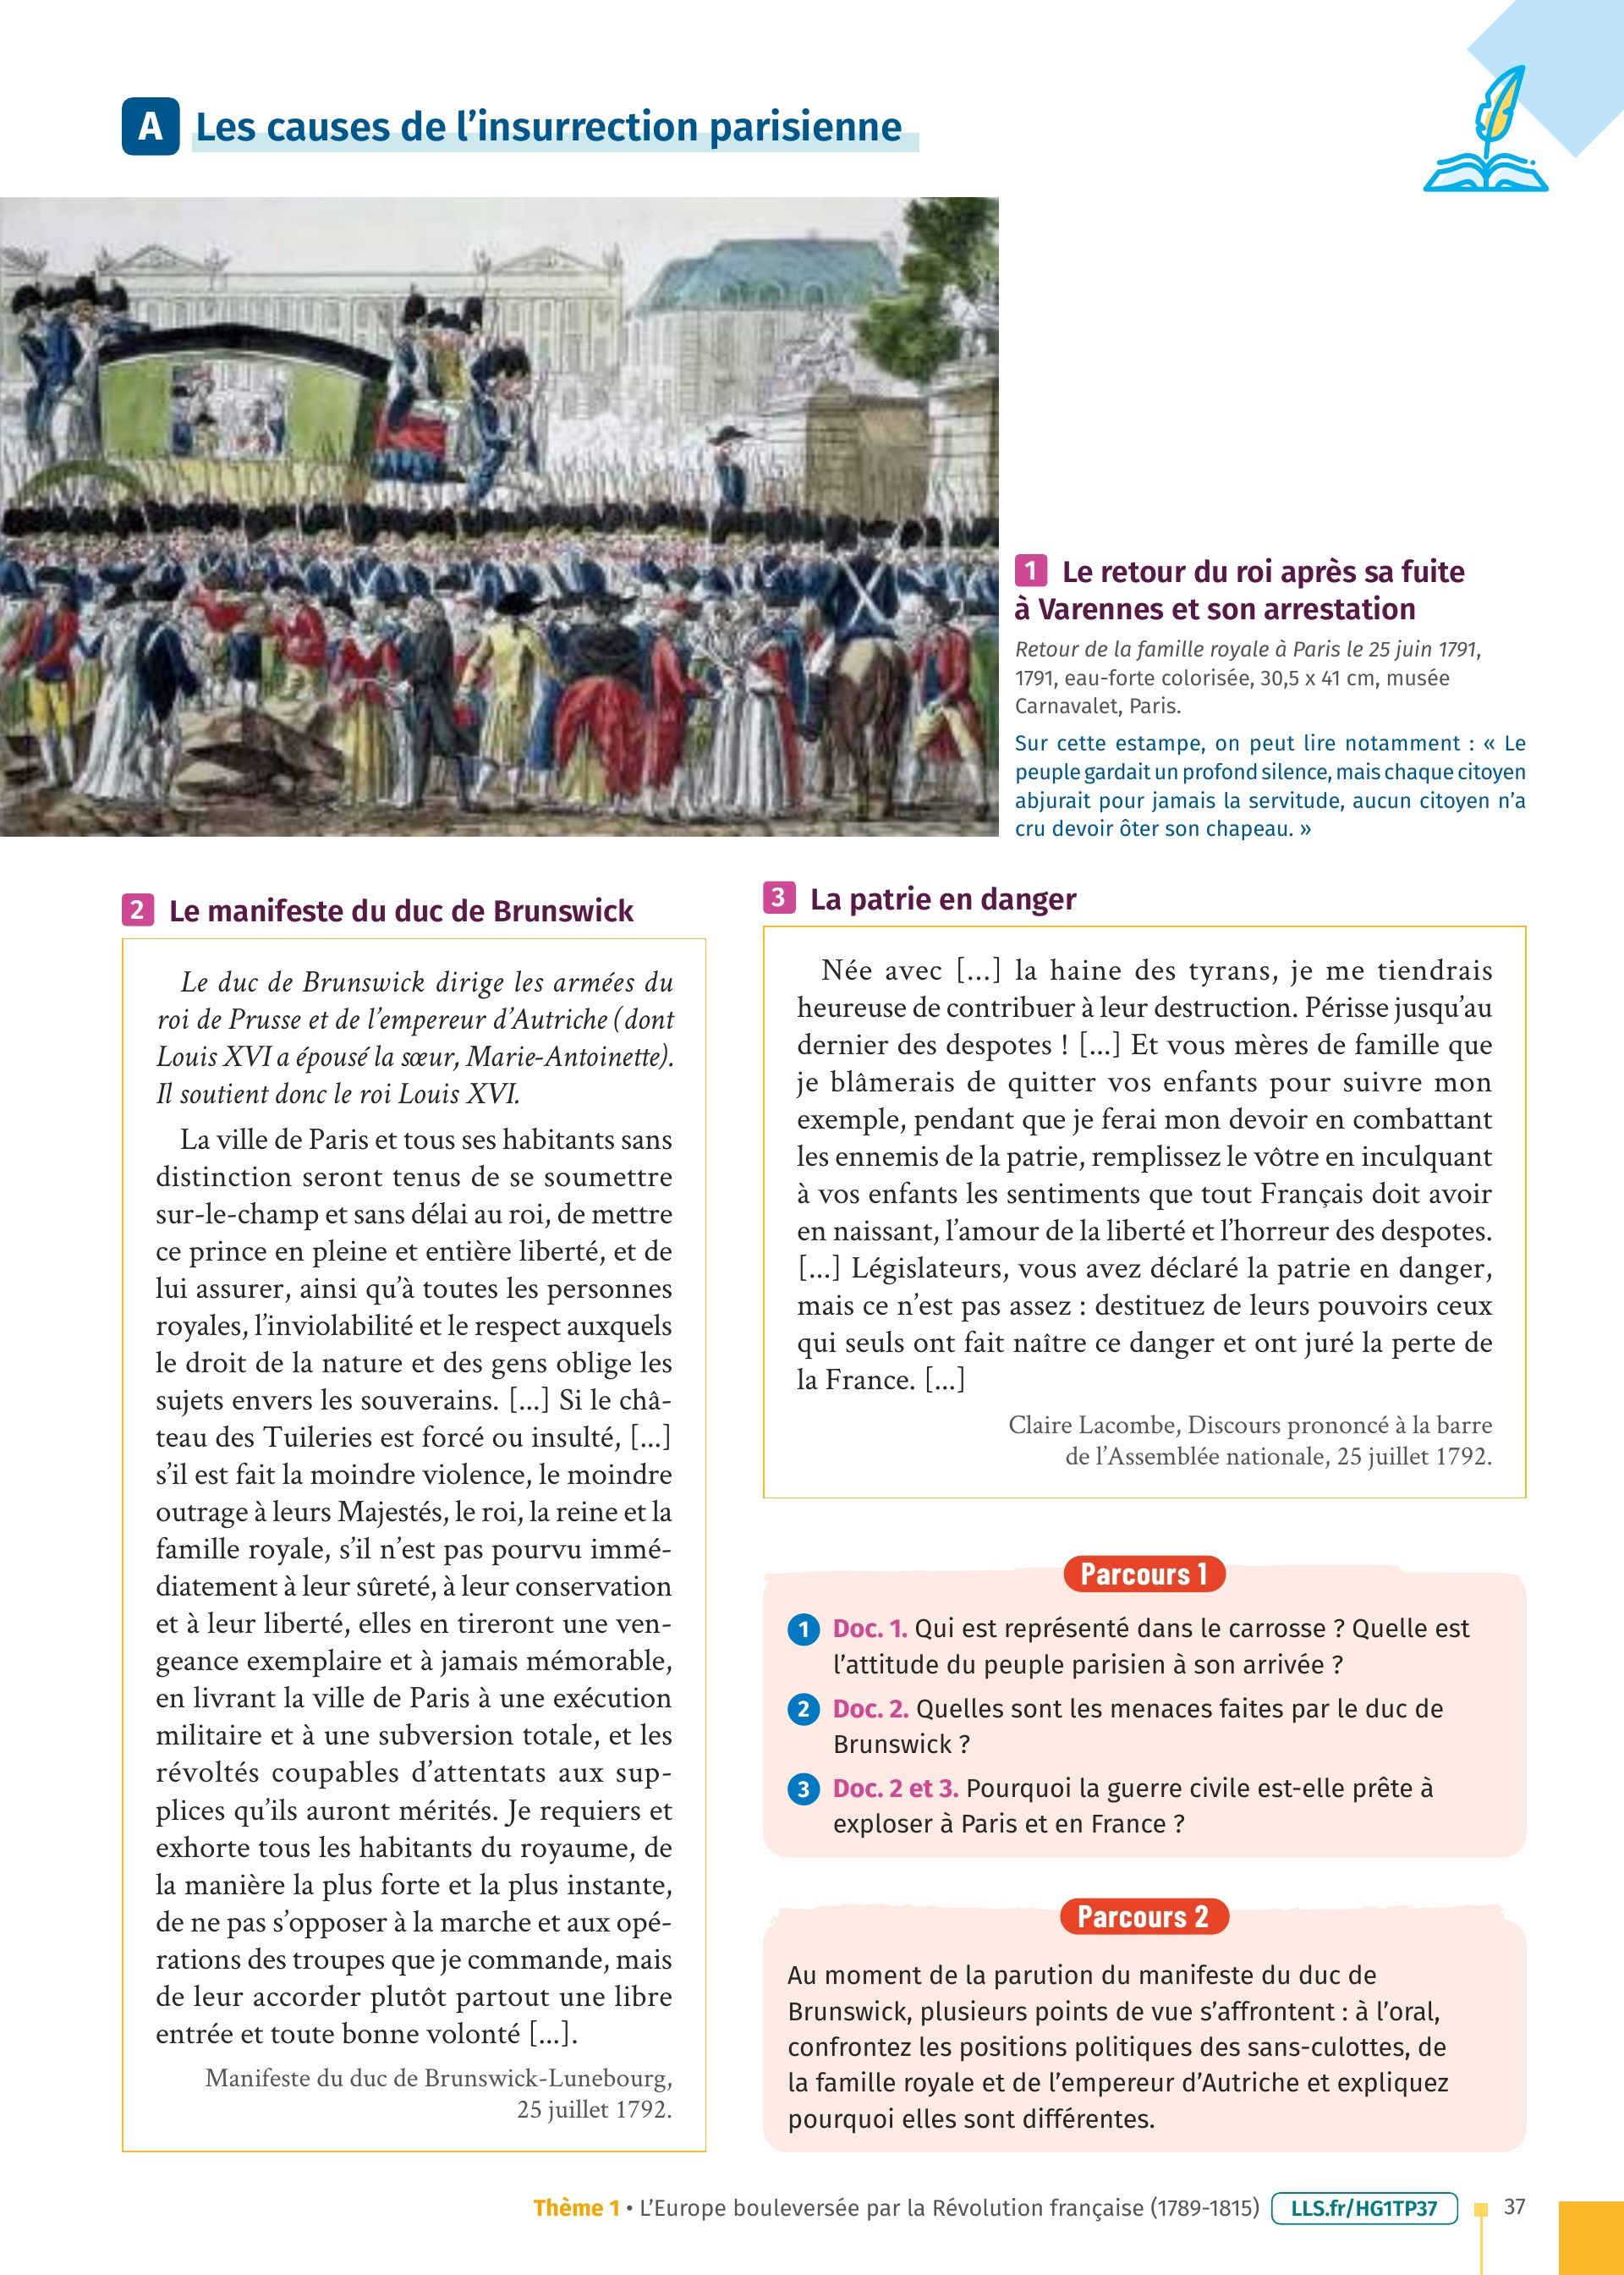 A Les causes de l’insurrection parisienne
1 Le retour du roi après sa fuite
à Varennes et son arrestation
Retour de la famille royale à Paris le 25 juin 1791,
1791, eau-forte colorisée, 30,5 x 41 cm, musée
Carnavalet, Paris.
Sur cette estampe, on peut lire notamment : « Le
peuple gardait un profond silence, mais chaque citoyen
abjurait pour jamais la servitude, aucun citoyen n’a
cru devoir ôter son chapeau. »
2 Le manifeste du duc de Brunswick
Le duc de Brunswick dirige les armées du
roi de Prusse et de l’empereur d’Autriche (dont
Louis XVI a épousé la sœur, Marie-Antoinette).
Il soutient donc le roi Louis XVI.
La ville de Paris et tous ses habitants sans
distinction seront tenus de se soumettre
sur-le-champ et sans délai au roi, de mettre
ce prince en pleine et entière liberté, et de
lui assurer, ainsi qu’à toutes les personnes
royales, l’inviolabilité et le respect auxquels
le droit de la nature et des gens oblige les
sujets envers les souverains. [...] Si le châ-
teau des Tuileries est forcé ou insulté, [...]
s’il est fait la moindre violence, le moindre
outrage à leurs Majestés, le roi, la reine et la
famille royale, s’il n’est pas pourvu immé-
diatement à leur sûreté, à leur conservation
et à leur liberté, elles en tireront une ven-
geance exemplaire et à jamais mémorable,
en livrant la ville de Paris à une exécution
militaire et à une subversion totale, et les
révoltés coupables d’attentats aux sup-
plices qu’ils auront mérités. Je requiers et
exhorte tous les habitants du royaume, de
la manière la plus forte et la plus instante,
de ne pas s’opposer à la marche et aux opé-
rations des troupes que je commande, mais
de leur accorder plutôt partout une libre
entrée et toute bonne volonté [...].
Manifeste du duc de Brunswick-Lunebourg,
25 juillet 1792.
3 La patrie en danger
Née avec [...] la haine des tyrans, je me tiendrais
heureuse de contribuer à leur destruction. Périsse jusqu’au
dernier des despotes ! [...] Et vous mères de famille que
je blâmerais de quitter vos enfants pour suivre mon
exemple, pendant que je ferai mon devoir en combattant
les ennemis de la patrie, remplissez le vôtre en inculquant
à vos enfants les sentiments que tout Français doit avoir
en naissant, l’amour de la liberté et l’horreur des despotes.
[...] Législateurs, vous avez déclaré la patrie en danger,
mais ce n’est pas assez : destituez de leurs pouvoirs ceux
qui seuls ont fait naître ce danger et ont juré la perte de
la France. [...]
Claire Lacombe, Discours prononcé à la barre
de l’Assemblée nationale, 25 juillet 1792.
Parcours 1
1 Doc. 1. Qui est représenté dans le carrosse ? Quelle est
l’attitude du peuple parisien à son arrivée ?
2 Doc. 2. Quelles sont les menaces faites par le duc de
Brunswick ?
3 Doc. 2 et 3. Pourquoi la guerre civile est-elle prête à
exploser à Paris et en France ?
Parcours 2
Au moment de la parution du manifeste du duc de
Brunswick, plusieurs points de vue s’affrontent : à l’oral,
confrontez les positions politiques des sans-culottes, de
la famille royale et de l’empereur d’Autriche et expliquez
pourquoi elles sont différentes.
Thème 1 • L’Europe bouleversée par la Révolution française (1789-1815) LLS.fr/HG1TP37 37